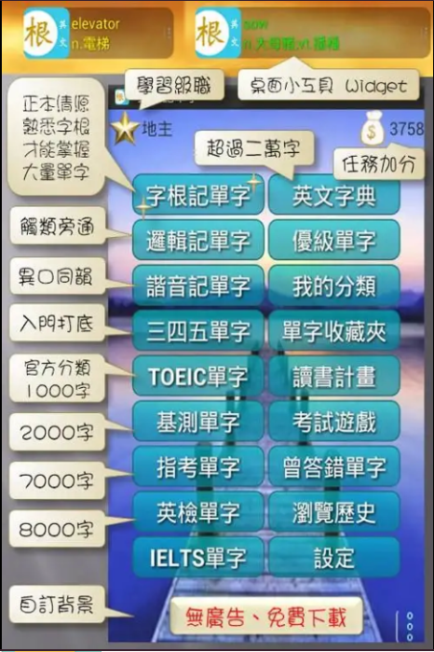 根 英文
elevator
n.電梯
根 英文
sow
n.大母豬;vt.播種
學習級職
桌面小工具 Widget
正本清源
熟悉字根
才能掌握
大量單字
地主
$ 3758
超過二萬字
任務加分
字根記單字
英文字典
觸類旁通
邏輯記單字
優級單字
異口同韻
諧音記單字
我的分類
入門打底
三四五單字
單字收藏夾
官方分類
1000字
TOEIC單字
讀書計畫
2000字
基測單字
考試遊戲
7000字
指考單字
曾答錯單字
8000字
英檢單字
瀏覽歷史
IELTS單字
設定
自訂背景
無廣告、免費下載